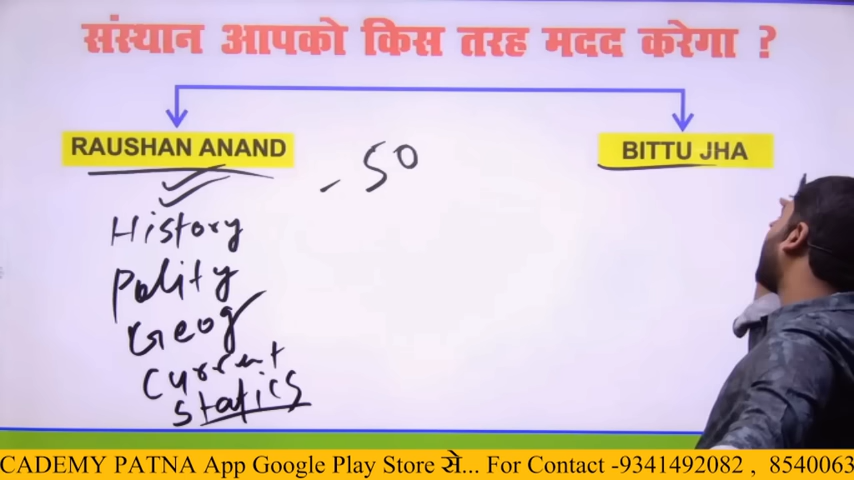 संस्थान आपको किस तरह मदद करेगा ?
RAUSHAN ANAND
- 50
BITTU JHA
History
Polity
Geog
Current
Statics
CADEMY PATNA App Google Play Store से... For Contact -9341492082 , 8540063